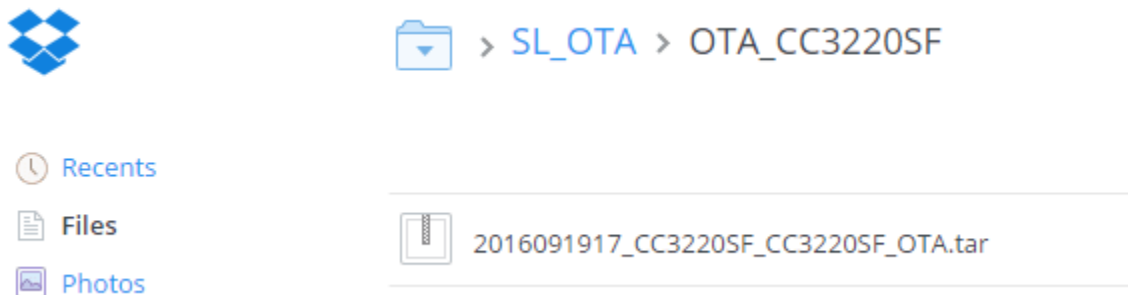 > SL_OTA > OTA_CC3220SF
Recents
Files
2016091917_CC3220SF_CC3220SF_OTA.tar
Photos